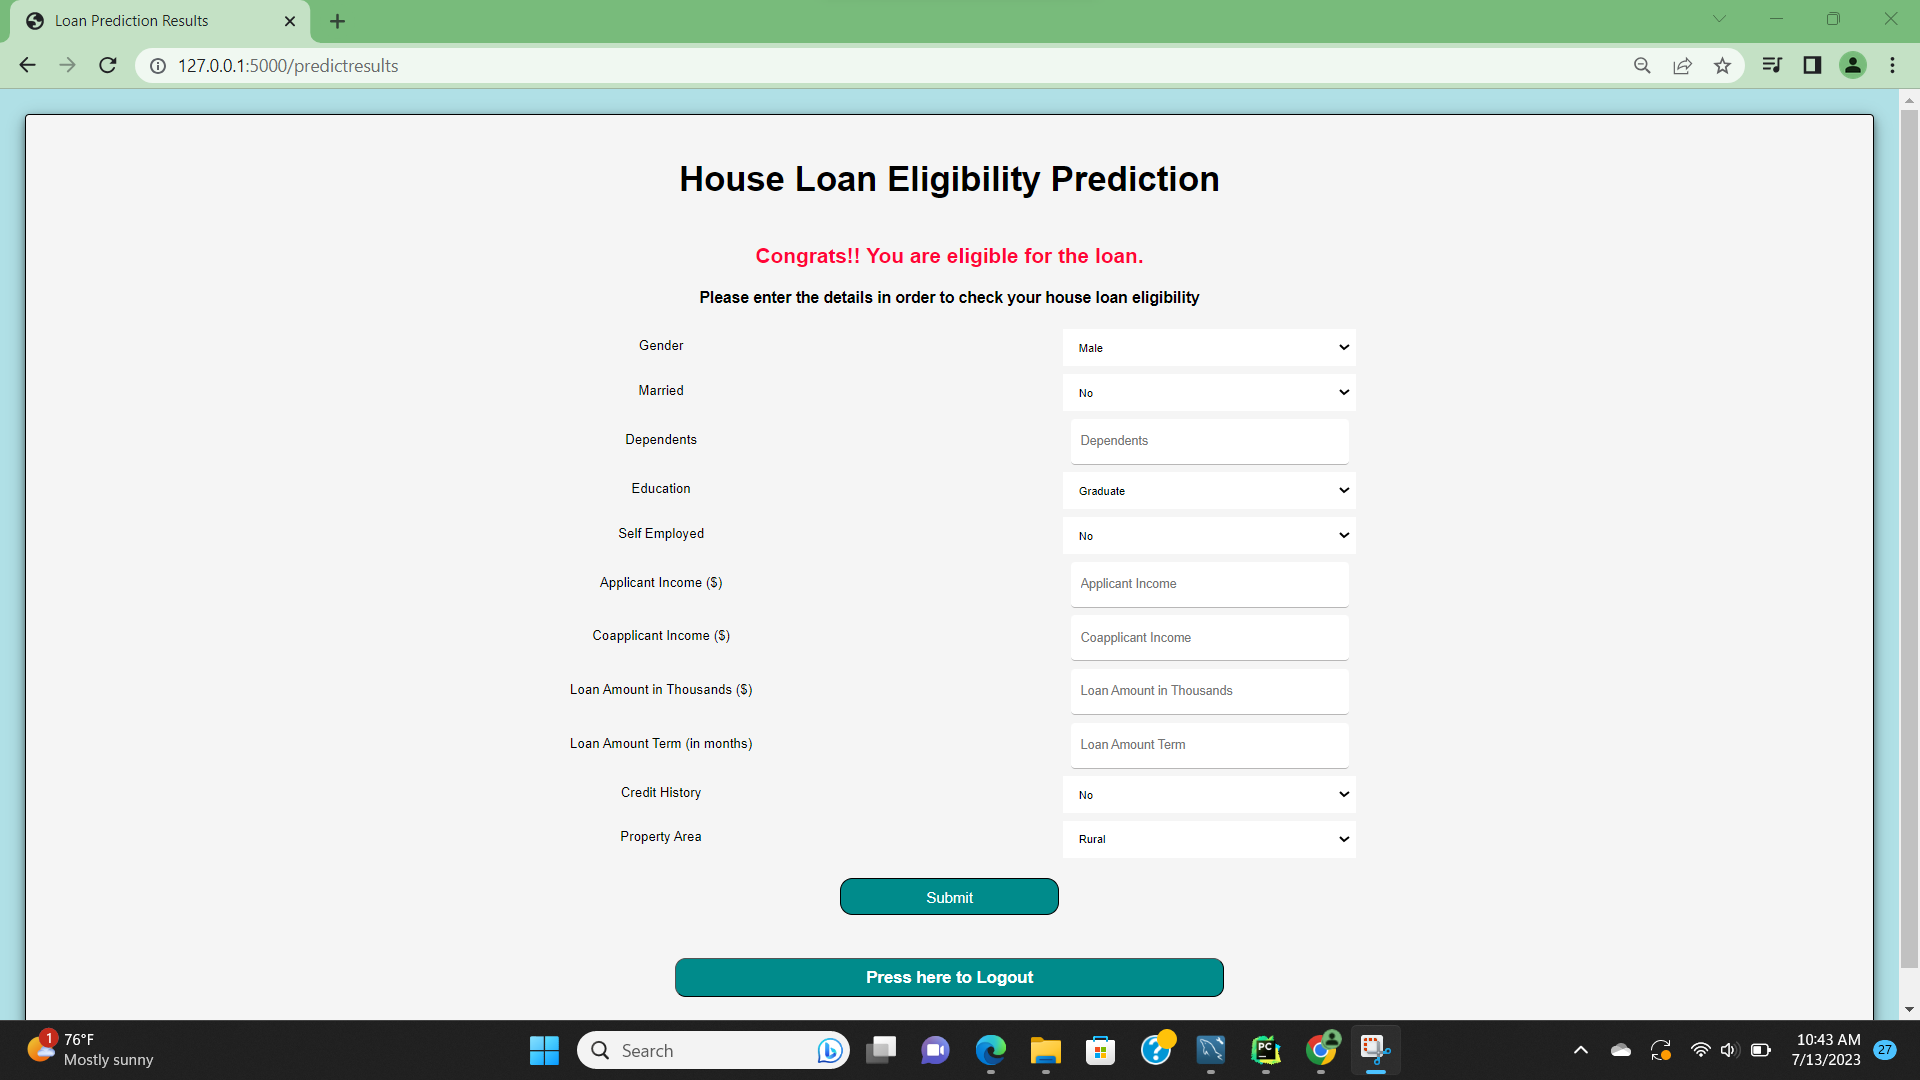 Loan Prediction Results
127.0.0.1:5000/predictresults
House Loan Eligibility Prediction
Congrats!! You are eligible for the loan.
Please enter the details in order to check your house loan eligibility
Gender Male
Married No
Dependents Dependents
Education Graduate
Self Employed No
Applicant Income ($) Applicant Income
Coapplicant Income ($) Coapplicant Income
Loan Amount in Thousands ($) Loan Amount in Thousands
Loan Amount Term (in months) Loan Amount Term
Credit History No
Property Area Rural
Submit
Press here to Logout
1 76°F
Mostly sunny
Search
PC
10:43 AM
7/13/2023
27